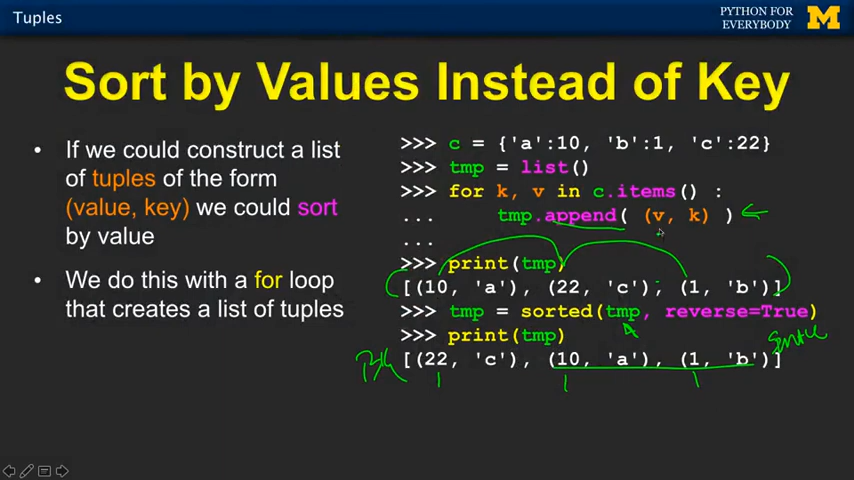 Tuples
PYTHON FOR
EVERYBODY
M
Sort by Values Instead of Key
• If we could construct a list
of tuples of the form
(value, key) we could sort
by value
• We do this with a for loop
that creates a list of tuples
>>> c = {'a':10, 'b':1, 'c':22}
>>> tmp = list()
>>> for k, v in c.items() :
... tmp.append( (v, k) )
...
>>> print(tmp)
[(10, 'a'), (22, 'c'), (1, 'b')]
>>> tmp = sorted(tmp, reverse=True)
>>> print(tmp)
[(22, 'c'), (10, 'a'), (1, 'b')]